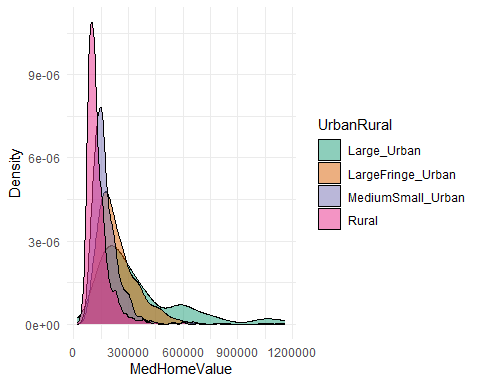 9e-06
6e-06
3e-06
0e+00
Density
0 300000 600000 900000 1200000
MedHomeValue
UrbanRural
Large_Urban
LargeFringe_Urban
MediumSmall_Urban
Rural